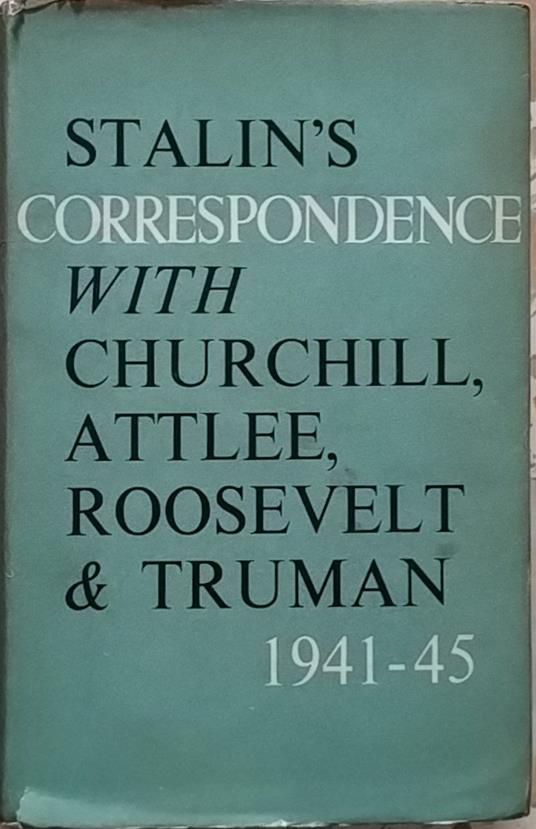 STALIN'S
CORRESPONDENCE
WITH
CHURCHILL,
ATTLEE,
ROOSEVELT
& TRUMAN
1941-45